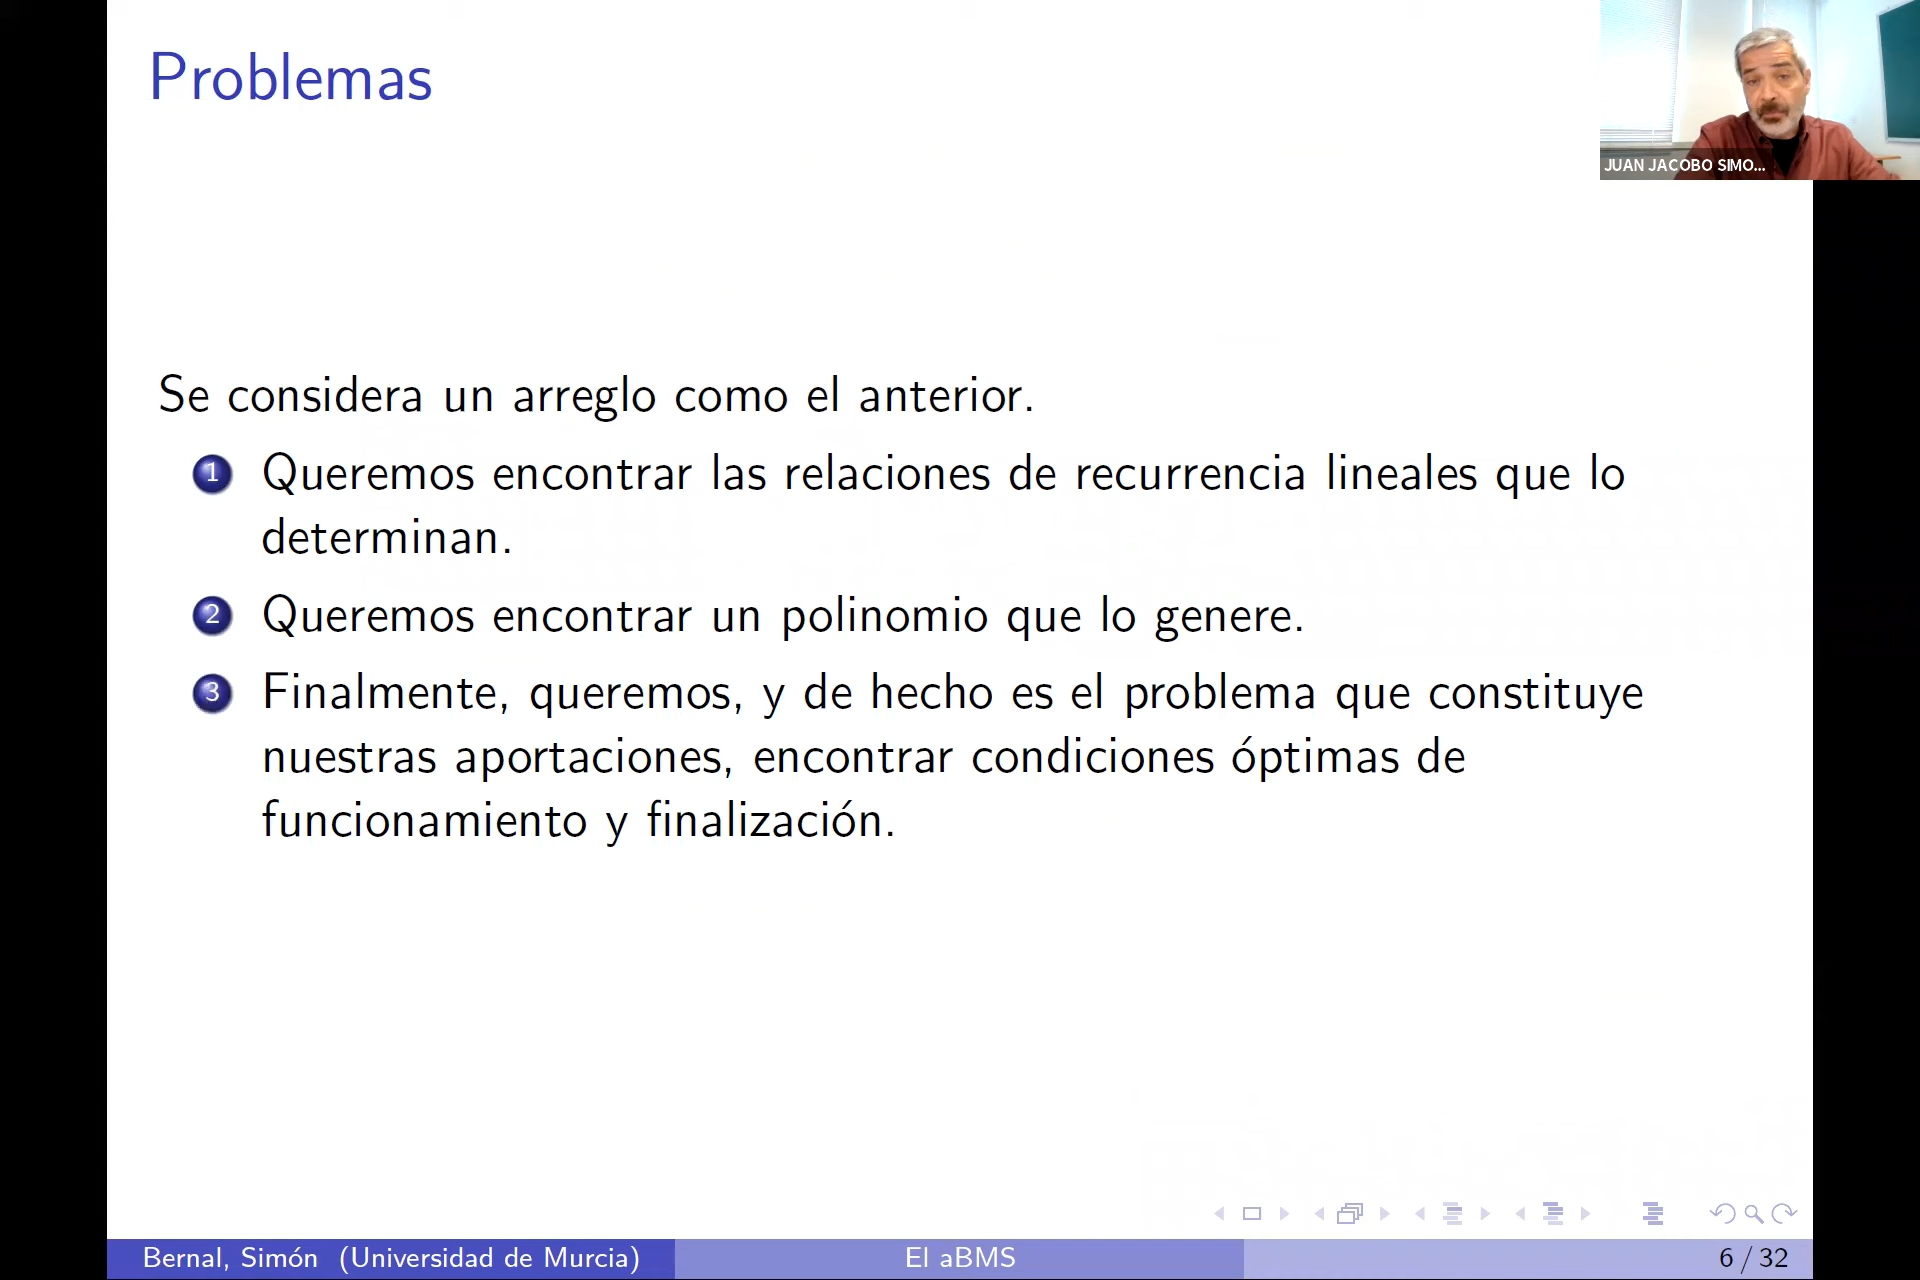 Problemas
JUAN JACOBO SIMO...
Se considera un arreglo como el anterior.
1 Queremos encontrar las relaciones de recurrencia lineales que lo
determinan.
2 Queremos encontrar un polinomio que lo genere.
3 Finalmente, queremos, y de hecho es el problema que constituye
nuestras aportaciones, encontrar condiciones óptimas de
funcionamiento y finalización.
Bernal, Simón (Universidad de Murcia)
El aBMS
6 / 32